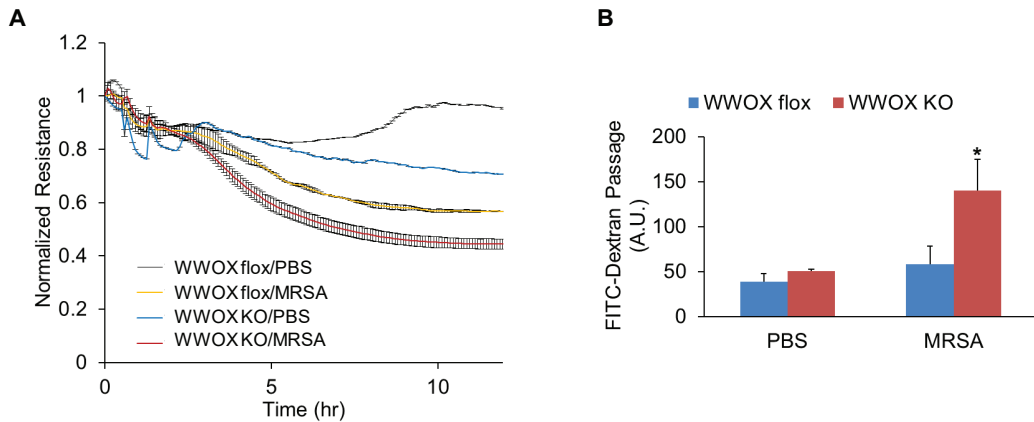 A
1.2
1
0.8
0.6
0.4
0.2
0
Normalized Resistance
WWOX flox/PBS
WWOX flox/MRSA
WWOX KO/PBS
WWOX KO/MRSA
0
5
10
Time (hr)
B
WWOX flox
WWOX KO
200
150
100
50
0
FITC-Dextran Passage
(A.U.)
*
PBS
MRSA